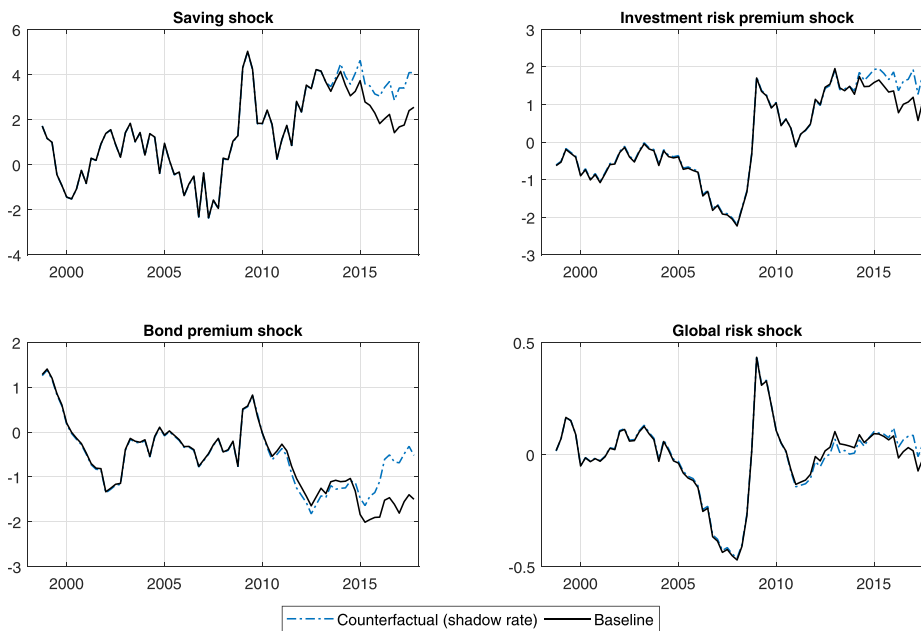 Saving shock
6
4
2
0
-2
-4
2000 2005 2010 2015
Investment risk premium shock
3
2
1
0
-1
-2
-3
2000 2005 2010 2015
Bond premium shock
2
1
0
-1
-2
-3
2000 2005 2010 2015
Global risk shock
0.5
0
-0.5
2000 2005 2010 2015
Counterfactual (shadow rate) Baseline